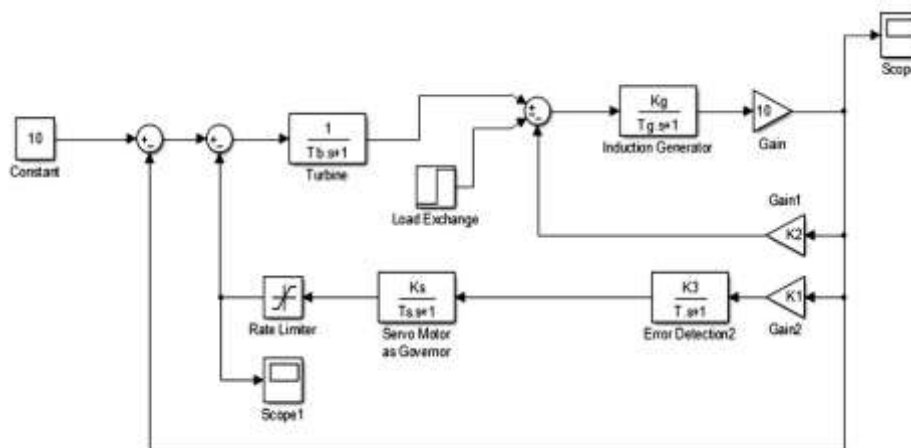 Scope
10
Constant
1
Tb.s+1
Turbine
Load Exchange
Kg
Tg.s+1
Induction Generator
10
Gain
Gain1
K2
K1
Gain2
K3
T.s+1
Error Detection2
Ks
Ts.s+1
Servo Motor
as Governor
Rate Limiter
Scope1